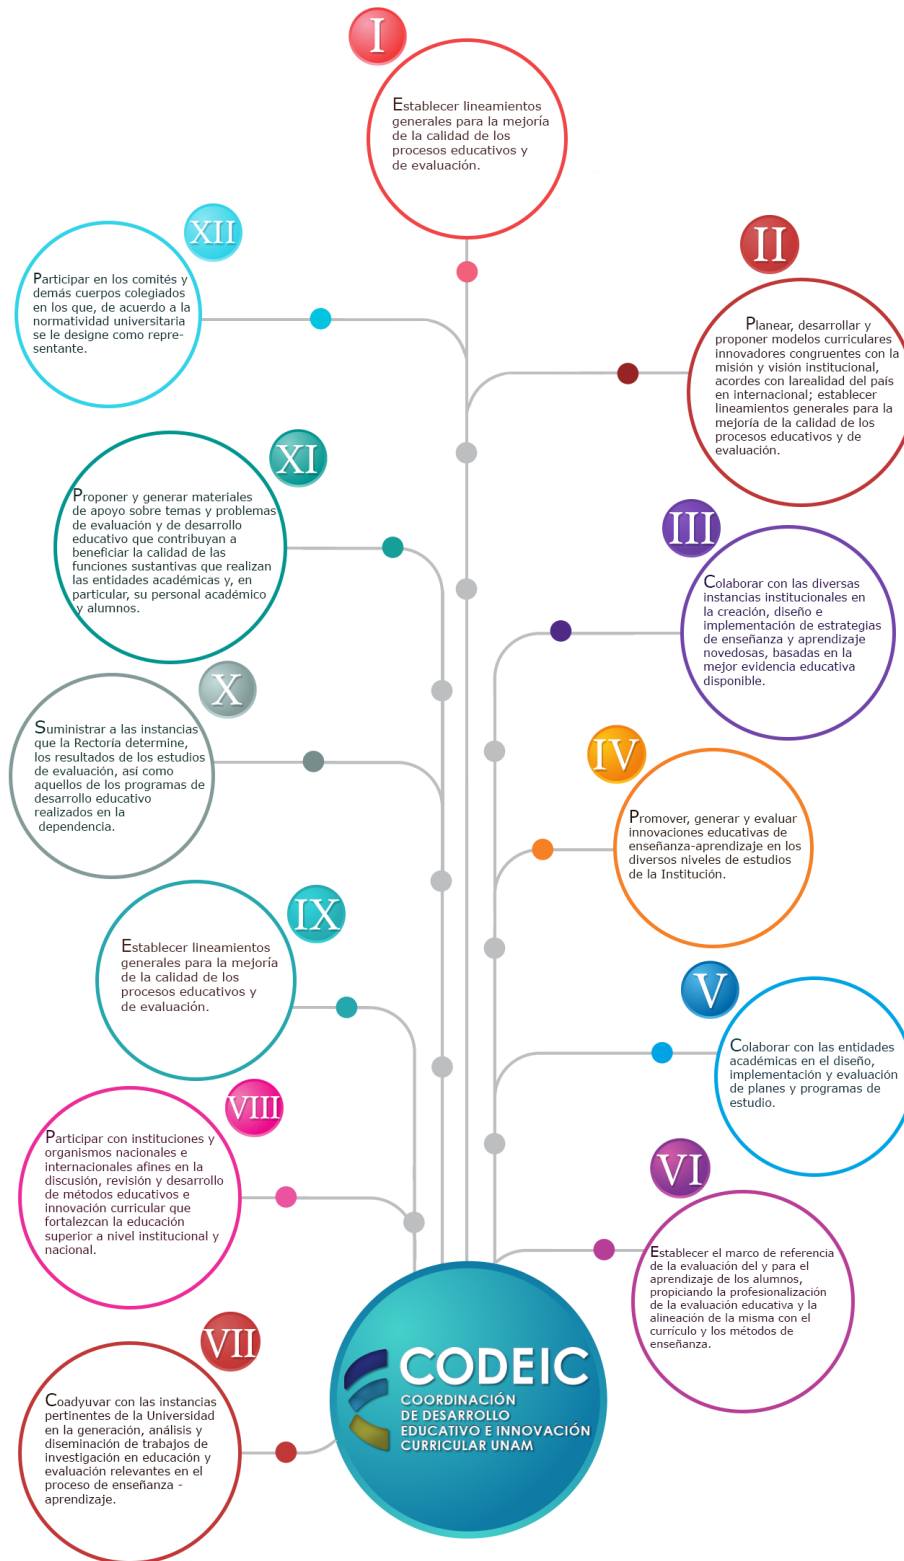 I
Establecer lineamientos
generales para la mejoría
de la calidad de los
procesos educativos y
de evaluación.
II
Planear, desarrollar y
proponer modelos curriculares
innovadores congruentes con la
misión y visión institucional,
acordes con larealidad del país
en internacional; establecer
lineamientos generales para la
mejoría de la calidad de los
procesos educativos y de
evaluación.
III
Colaborar con las diversas
instancias institucionales en
la creación, diseño e
implementación de estrategias
de enseñanza y aprendizaje
novedosas, basadas en la
mejor evidencia educativa
disponible.
IV
Promover, generar y evaluar
innovaciones educativas de
enseñanza-aprendizaje en los
diversos niveles de estudios
de la Institución.
V
Colaborar con las entidades
académicas en el diseño,
implementación y evaluación
de planes y programas de
estudio.
VI
Establecer el marco de referencia
de la evaluación del y para el
aprendizaje de los alumnos,
propiciando la profesionalización
de la evaluación educativa y la
alineación de la misma con el
currículo y los métodos de
enseñanza.
VII
Coadyuvar con las instancias
pertinentes de la Universidad
en la generación, análisis y
diseminación de trabajos de
investigación en educación y
evaluación relevantes en el
proceso de enseñanza -
aprendizaje.
VIII
Participar con instituciones y
organismos nacionales e
internacionales afines en la
discusión, revisión y desarrollo
de métodos educativos e
innovación curricular que
fortalezcan la educación
superior a nivel institucional y
nacional.
IX
Establecer lineamientos
generales para la mejoría
de la calidad de los
procesos educativos y
de evaluación.
X
Suministrar a las instancias
que la Rectoría determine,
los resultados de los estudios
de evaluación, así como
aquellos de los programas de
desarrollo educativo
realizados en la
dependencia.
XI
Proponer y generar materiales
de apoyo sobre temas y problemas
de evaluación y de desarrollo
educativo que contribuyan a
beneficiar la calidad de las
funciones sustantivas que realizan
las entidades académicas y, en
particular, su personal académico
y alumnos.
XII
Participar en los comités y
demás cuerpos colegiados
en los que, de acuerdo a la
normatividad universitaria
se le designe como repre-
sentante.
CODEIC
COORDINACIÓN
DE DESARROLLO
EDUCATIVO E INNOVACIÓN
CURRICULAR UNAM